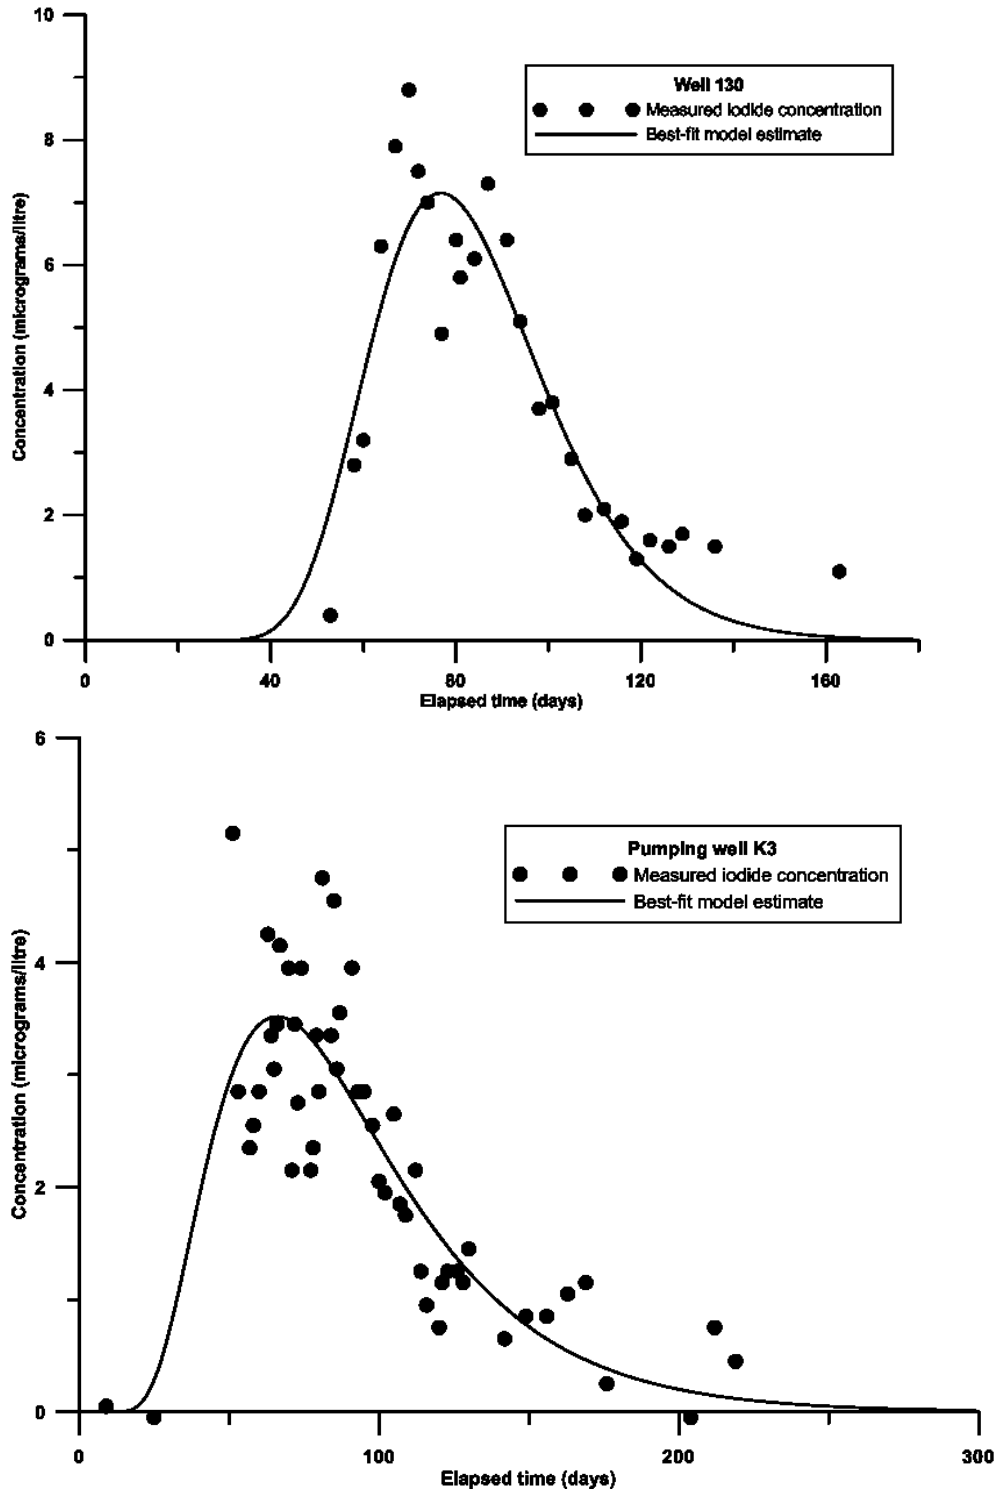 10
8
6
4
2
0
Concentration (micrograms/litre)
Well 130
Measured iodide concentration
Best-fit model estimate
0 40 80 120 160
Elapsed time (days)
6
4
2
0
Concentration (micrograms/litre)
Pumping well K3
Measured iodide concentration
Best-fit model estimate
0 100 200 300
Elapsed time (days)